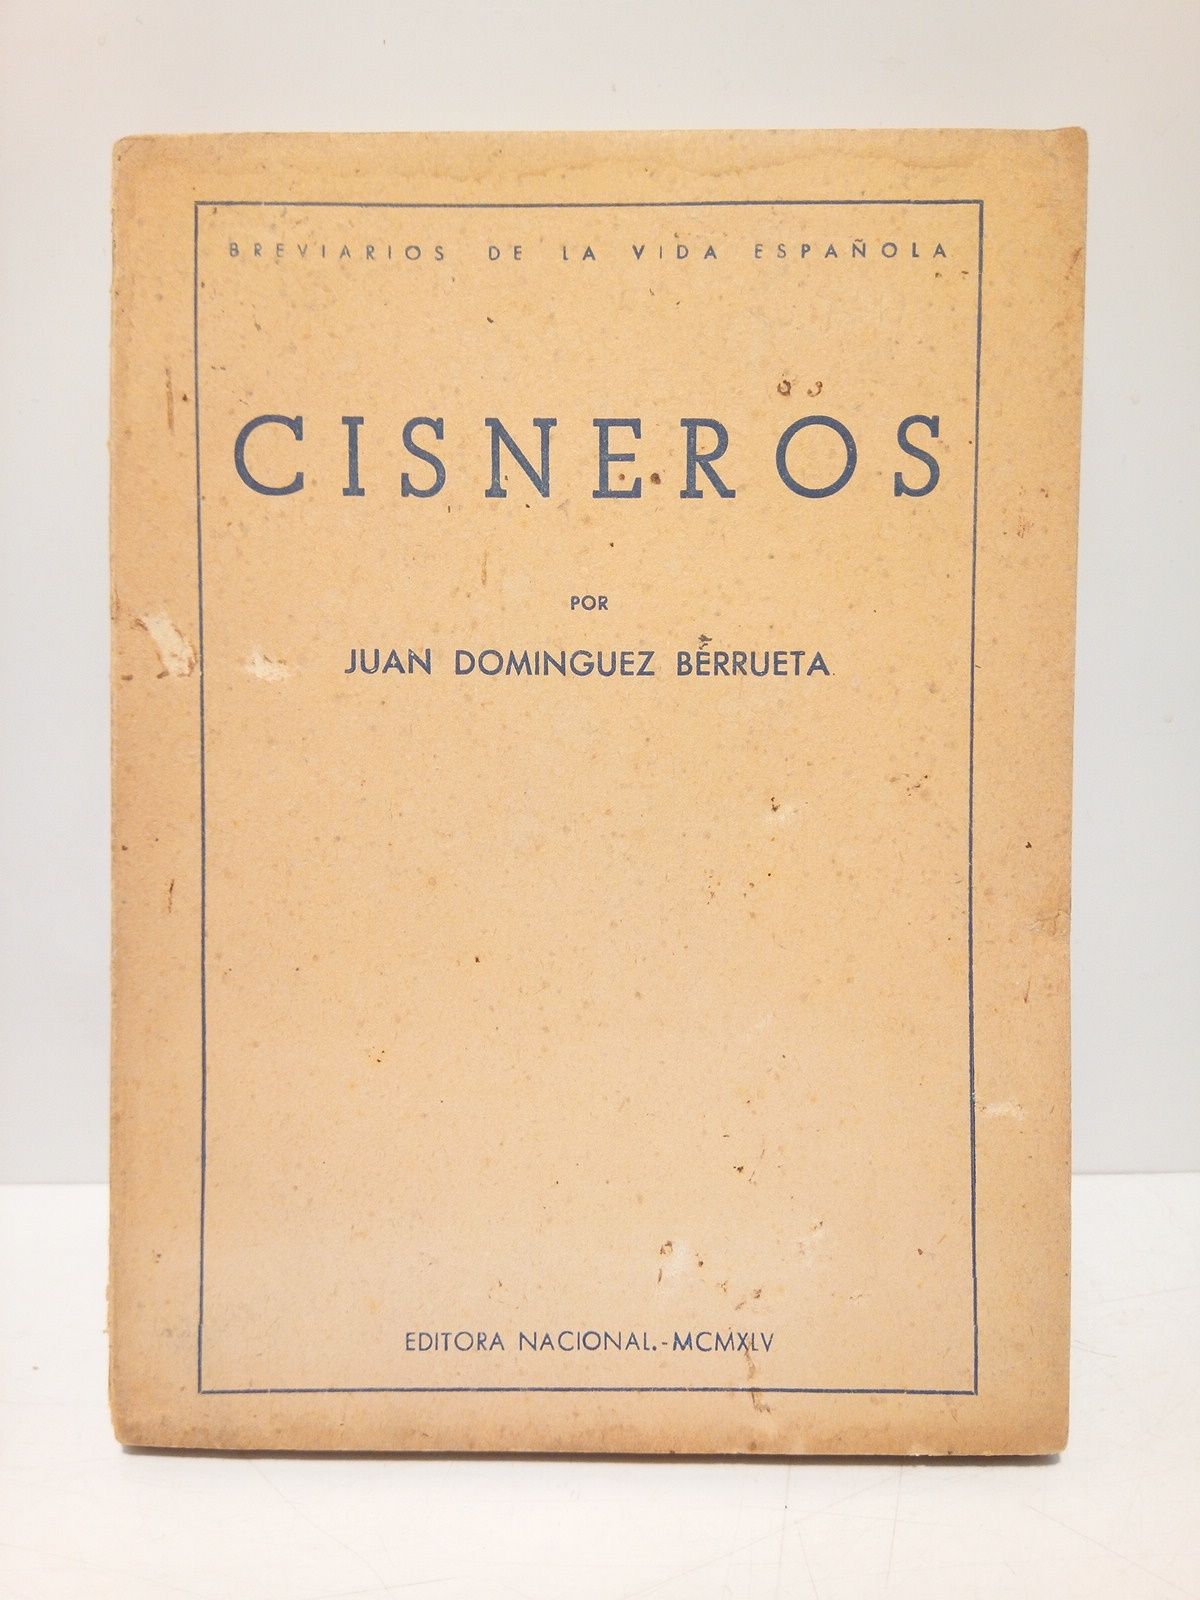 BREVIARIOS DE LA VIDA ESPAÑOLA
CISNEROS
POR
JUAN DOMINGUEZ BERRUETA
EDITORA NACIONAL.-MCMXLV